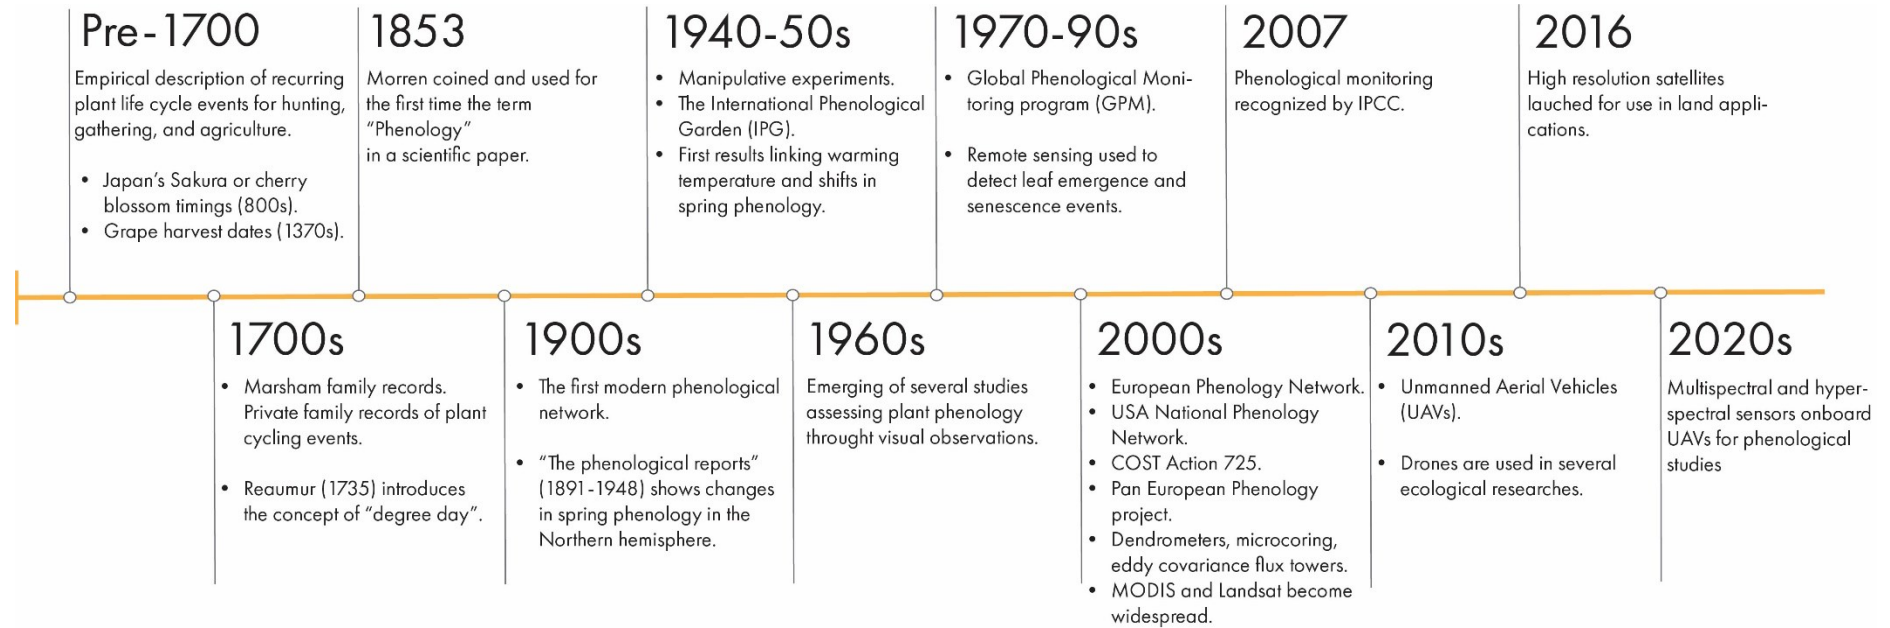 Pre-1700
Empirical description of recurring
plant life cycle events for hunting,
gathering, and agriculture.
• Japan's Sakura or cherry
blossom timings (800s).
• Grape harvest dates (1370s).
1853
Morren coined and used for
the first time the term
“Phenology”
in a scientific paper.
1940-50s
• Manipulative experiments.
• The International Phenological
Garden (IPG).
• First results linking warming
temperature and shifts in
spring phenology.
1970-90s
• Global Phenological Moni-
toring program (GPM).
• Remote sensing used to
detect leaf emergence and
senescence events.
2007
Phenological monitoring
recognized by IPCC.
2016
High resolution satellites
lauched for use in land appli-
cations.
1700s
• Marsham family records.
Private family records of plant
cycling events.
• Reaumur (1735) introduces
the concept of “degree day”.
1900s
• The first modern phenological
network.
• “The phenological reports”
(1891-1948) shows changes
in spring phenology in the
Northern hemisphere.
1960s
Emerging of several studies
assessing plant phenology
throught visual observations.
2000s
• European Phenology Network.
• USA National Phenology
Network.
• COST Action 725.
• Pan European Phenology
project.
• Dendrometers, microcoring,
eddy covariance flux towers.
• MODIS and Landsat become
widespread.
2010s
• Unmanned Aerial Vehicles
(UAVs).
• Drones are used in several
ecological researches.
2020s
Multispectral and hyper-
spectral sensors onboard
UAVs for phenological
studies